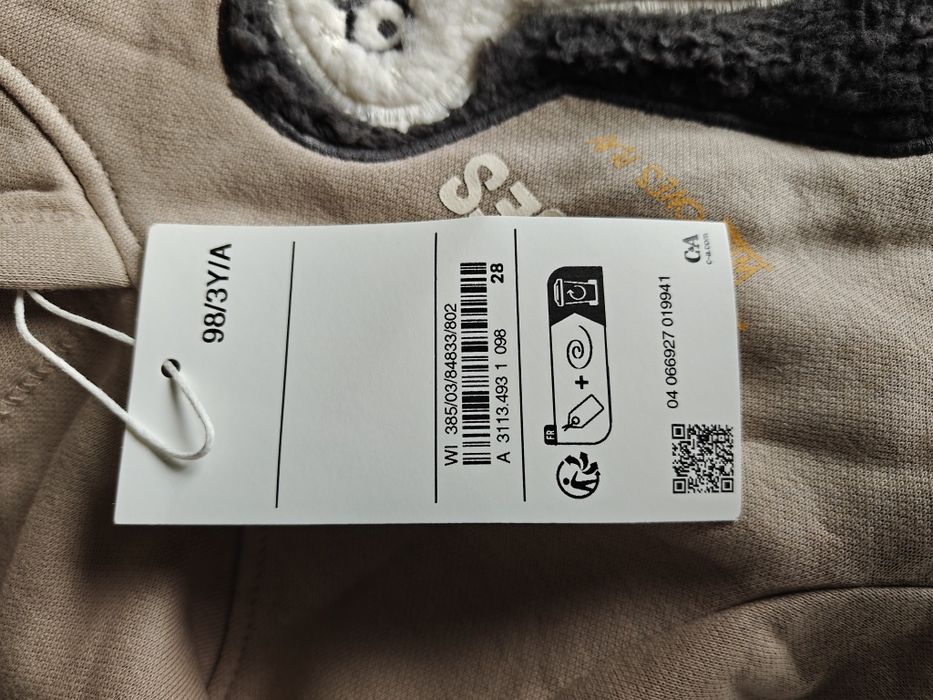 98/3Y/A
WI 385/03/84833/802
28
A 3113.493 1 098
FR
04 066927 019941
C&A
c-a.com